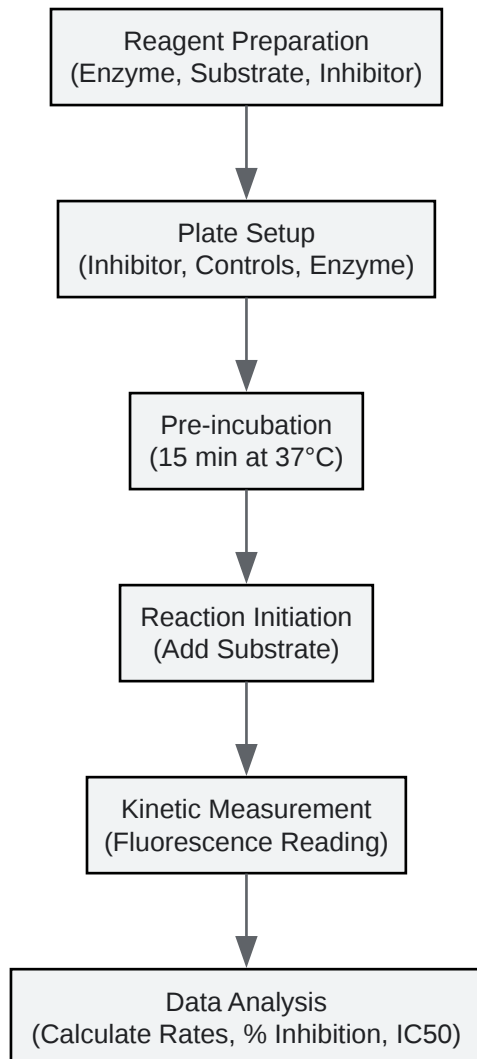 Reagent Preparation
(Enzyme, Substrate, Inhibitor)
Plate Setup
(Inhibitor, Controls, Enzyme)
Pre-incubation
(15 min at 37°C)
Reaction Initiation
(Add Substrate)
Kinetic Measurement
(Fluorescence Reading)
Data Analysis
(Calculate Rates, % Inhibition, IC50)